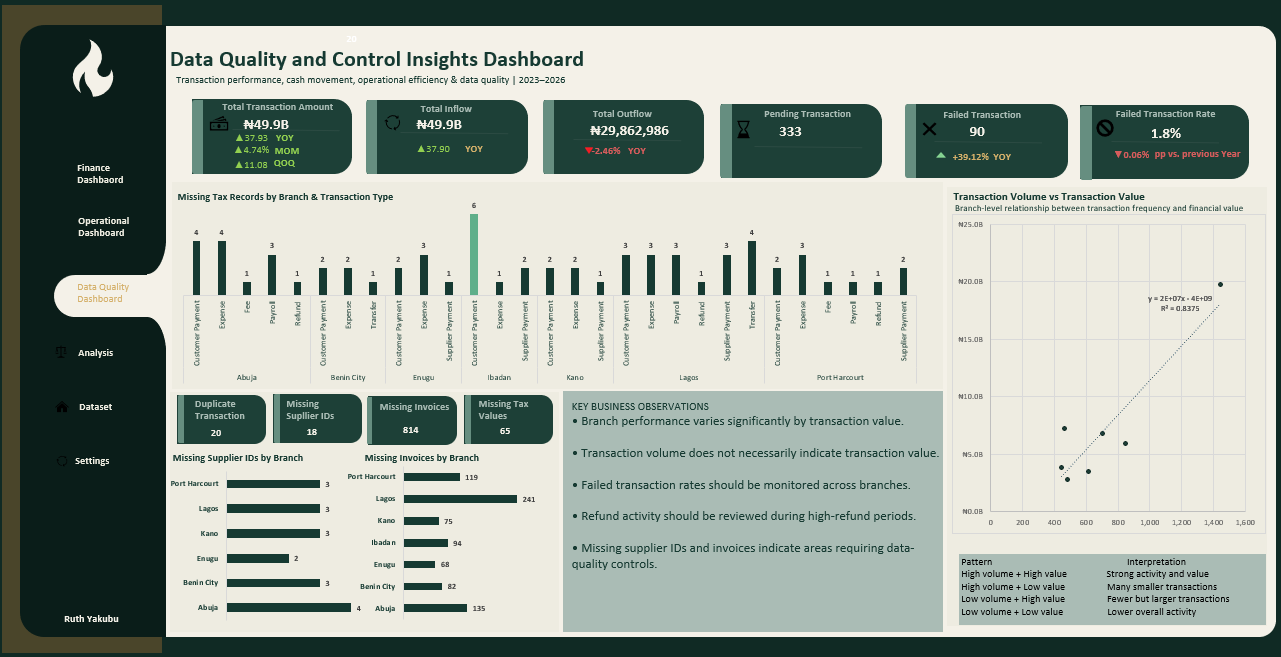 20
Data Quality and Control Insights Dashboard
Transaction performance, cash movement, operational efficiency & data quality | 2023–2026
Finance
Dashbaord
Operational
Dashboard
Data Quality
Dashboard
Analysis
Dataset
Settings
Ruth Yakubu
Total Transaction Amount
₦49.9B
▲37.93 YOY
▲4.74% MOM
▲11.08 QOQ
Total Inflow
₦49.9B
▲37.90 YOY
Total Outflow
₦29,862,986
▼-2.46% YOY
Pending Transaction
333
Failed Transaction
90
▲ +39.12% YOY
Failed Transaction Rate
1.8%
▼0.06% pp vs. previous Year
Missing Tax Records by Branch & Transaction Type
4 4 1 3 1 2 2 1 2 3 1 6 1 2 2 2 1 3 3 3 1 2 4 2 3 1 1 1 2
Customer Payment
Expense
Fee
Payroll
Refund
Customer Payment
Expense
Transfer
Customer Payment
Expense
Supplier Payment
Customer Payment
Expense
Supplier Payment
Customer Payment
Expense
Supplier Payment
Customer Payment
Expense
Payroll
Refund
Supplier Payment
Transfer
Customer Payment
Expense
Fee
Payroll
Refund
Supplier Payment
Abuja Benin City Enugu Ibadan Kano Lagos Port Harcourt
Duplicate
Transaction
20
Missing
Supllier IDs
18
Missing Invoices
814
Missing Tax
Values
65
Missing Supplier IDs by Branch
Port Harcourt 3
Lagos 3
Kano 3
Enugu 2
Benin City 3
Abuja 4
Missing Invoices by Branch
Port Harcourt 119
Lagos 241
Kano 75
Ibadan 94
Enugu 68
Benin City 82
Abuja 135
KEY BUSINESS OBSERVATIONS
• Branch performance varies significantly by transaction value.
• Transaction volume does not necessarily indicate transaction value.
• Failed transaction rates should be monitored across branches.
• Refund activity should be reviewed during high-refund periods.
• Missing supplier IDs and invoices indicate areas requiring data-
quality controls.
Transaction Volume vs Transaction Value
Branch-level relationship between transaction frequency and financial value
₦25.0B
₦20.0B
₦15.0B
₦10.0B
₦5.0B
₦0.0B
y = 2E+07x - 4E+09
R² = 0.8375
0 200 400 600 800 1,000 1,200 1,400 1,600
Pattern Interpretation
High volume + High value Strong activity and value
High volume + Low value Many smaller transactions
Low volume + High value Fewer but larger transactions
Low volume + Low value Lower overall activity